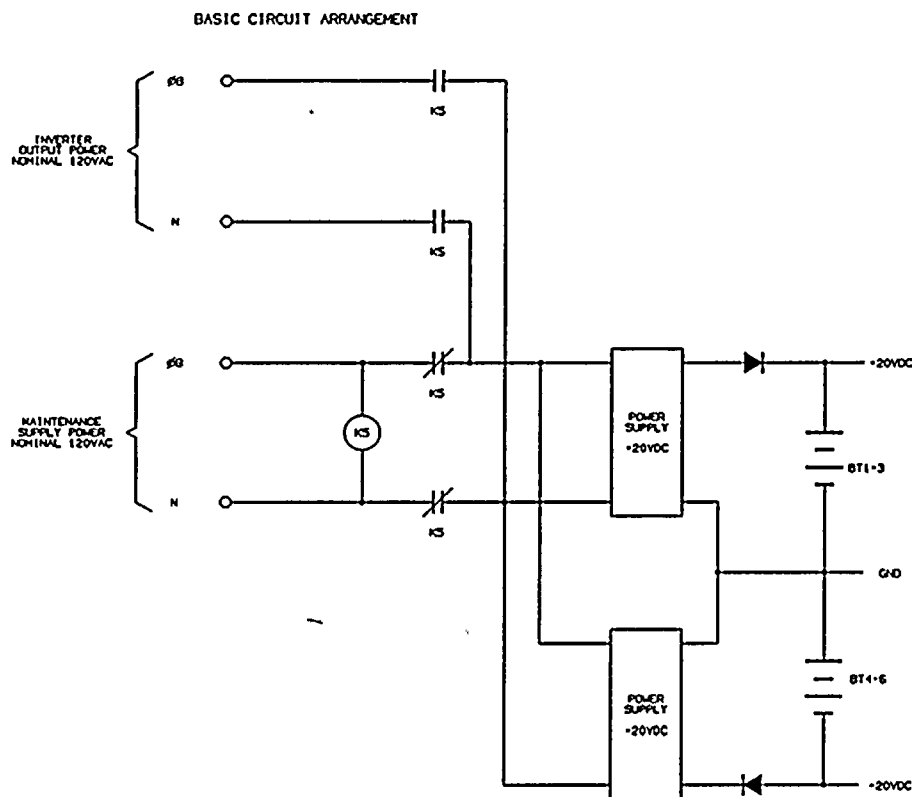 BASIC CIRCUIT ARRANGEMENT
ØB
K5
INVERTER
OUTPUT POWER
NOMINAL 120VAC
N
K5
ØB
+20VDC
K5
MAINTENANCE
SUPPLY POWER
NOMINAL 120VAC
K5
POWER
SUPPLY
+20VDC
BT1-3
N
K5
GND
BT4-6
POWER
SUPPLY
20VDC
20VDC